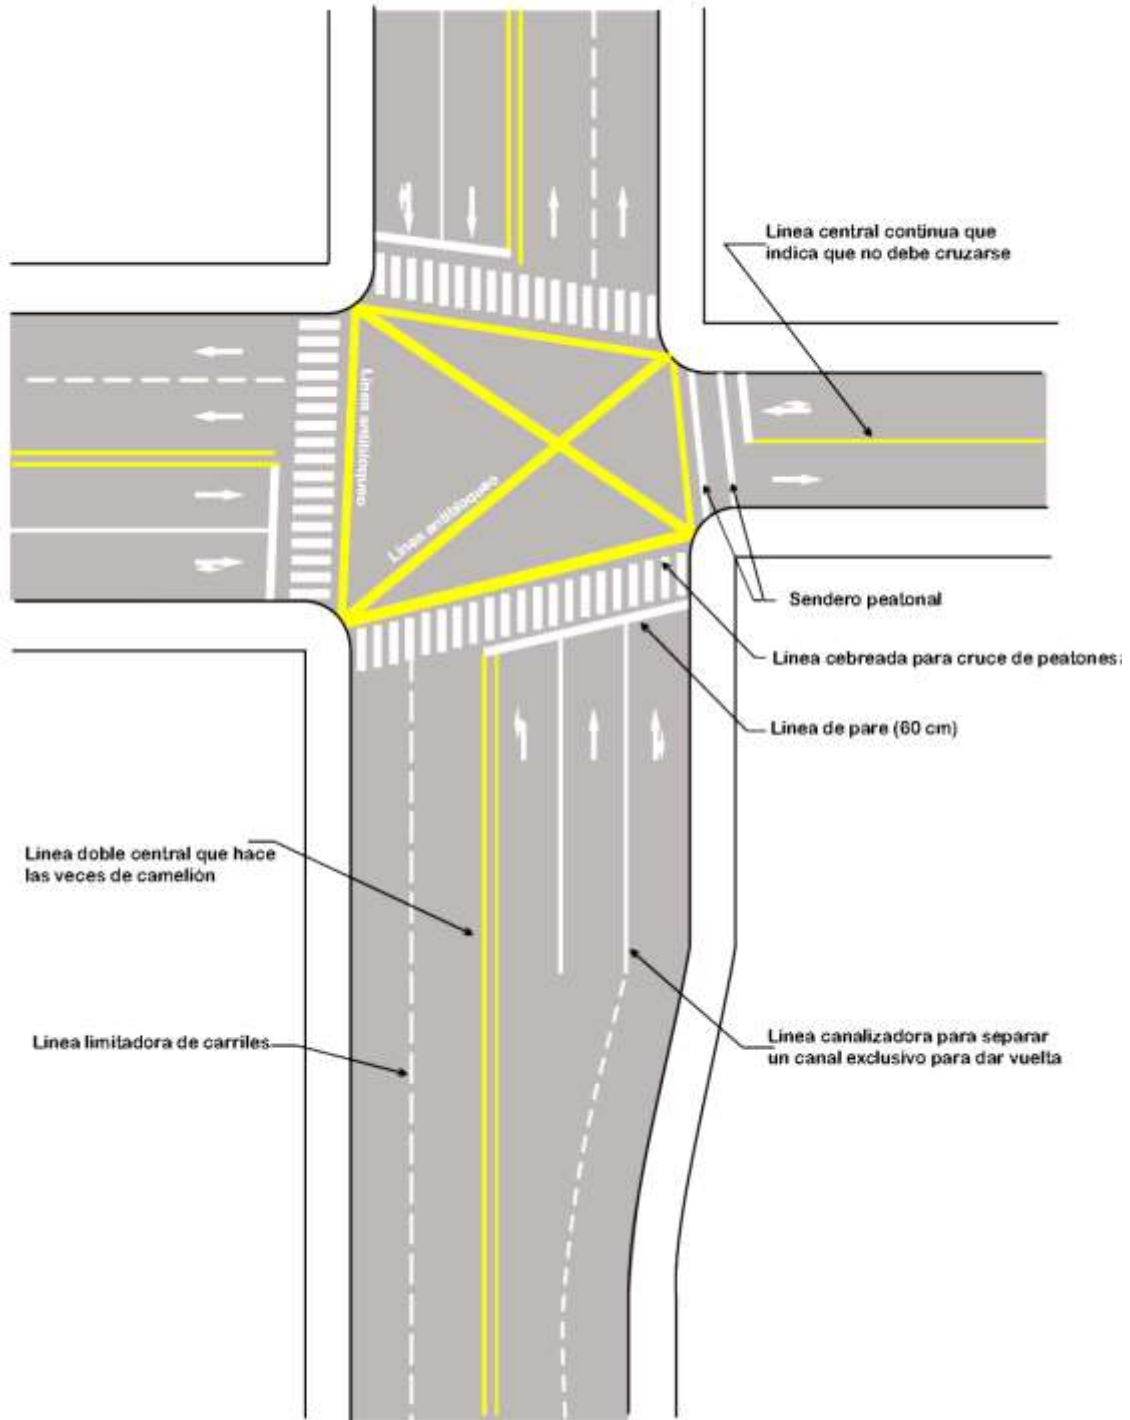 Linea central continua que
indica que no debe cruzarse
Linea antibloqueo
Linea antibloqueo
Sendero peatonal
Linea cebreada para cruce de peatones
Linea de pare (60 cm)
Linea doble central que hace
las veces de camelión
Linea limitadora de carriles
Linea canalizadora para separar
un canal exclusivo para dar vuelta